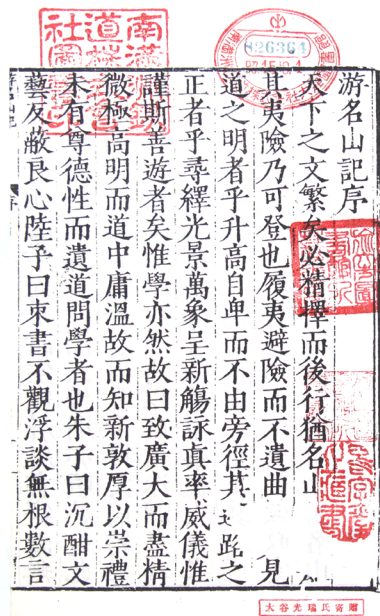 游名山記序
天下之文繁矣必精擇而後行猶名山
其夷險乃可登也履夷避險而不遺曲 見
道之明者乎升高自卑而不由旁徑其 路之
正者乎尋繹光景萬象呈新觴詠真率威儀惟
謹斯善遊者矣惟學亦然故曰致廣大而盡精
微極高明而道中庸溫故而知新敦厚以崇禮
未有尊德性而遺道問學者也朱子曰沉酣文
藝反蔽良心陸子曰束書不觀浮談無根數言
826364
大谷光瑞氏寄贈